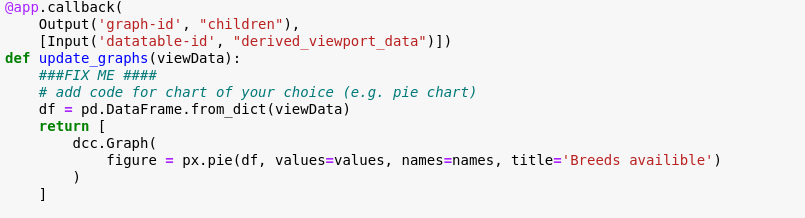 @app.callback(
    Output('graph-id', "children"),
    [Input('datatable-id', "derived_viewport_data")])
def update_graphs(viewData):
    ###FIX ME ####
    # add code for chart of your choice (e.g. pie chart)
    df = pd.DataFrame.from_dict(viewData)
    return [
        dcc.Graph(
            figure = px.pie(df, values=values, names=names, title='Breeds availible')
        )
    ]